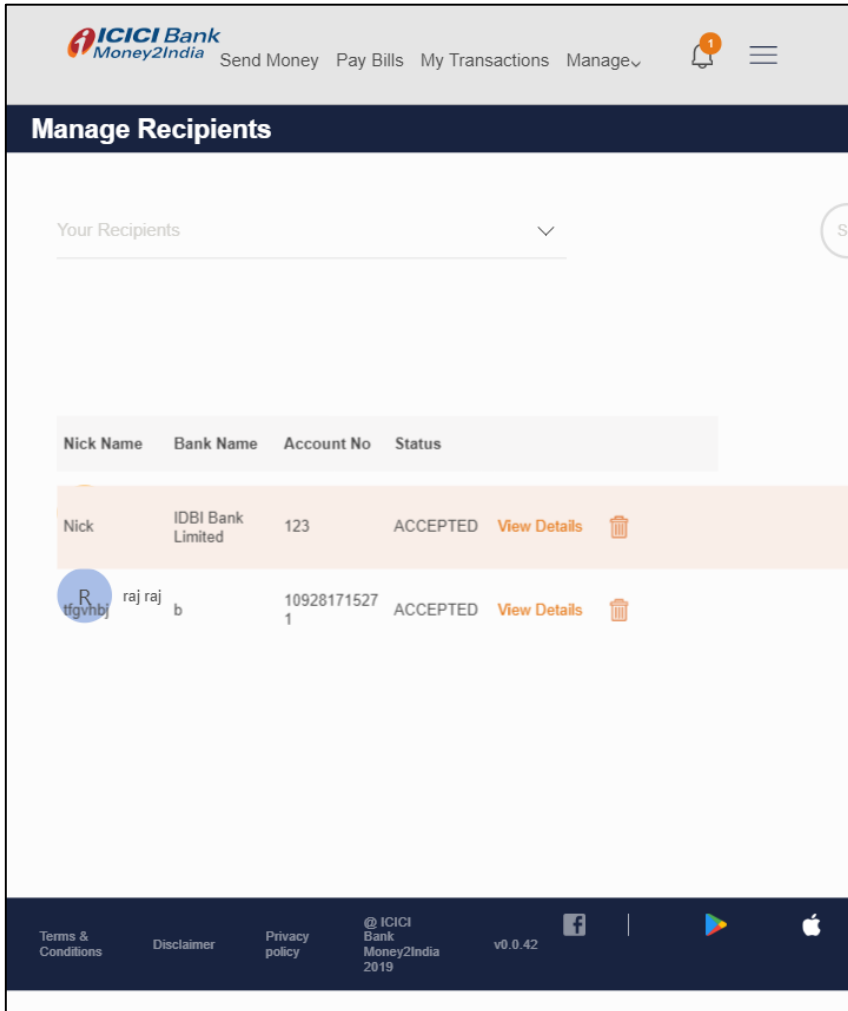 ICICI Bank
Money2India
Send Money Pay Bills My Transactions Manage
1
Manage Recipients
Your Recipients
S
Nick Name Bank Name Account No Status
Nick IDBI Bank Limited 123 ACCEPTED View Details
R raj raj
tfgvhbj b 10928171527
1 ACCEPTED View Details
Terms &
Conditions
Disclaimer
Privacy
policy
@ ICICI
Bank
Money2India
2019
v0.0.42